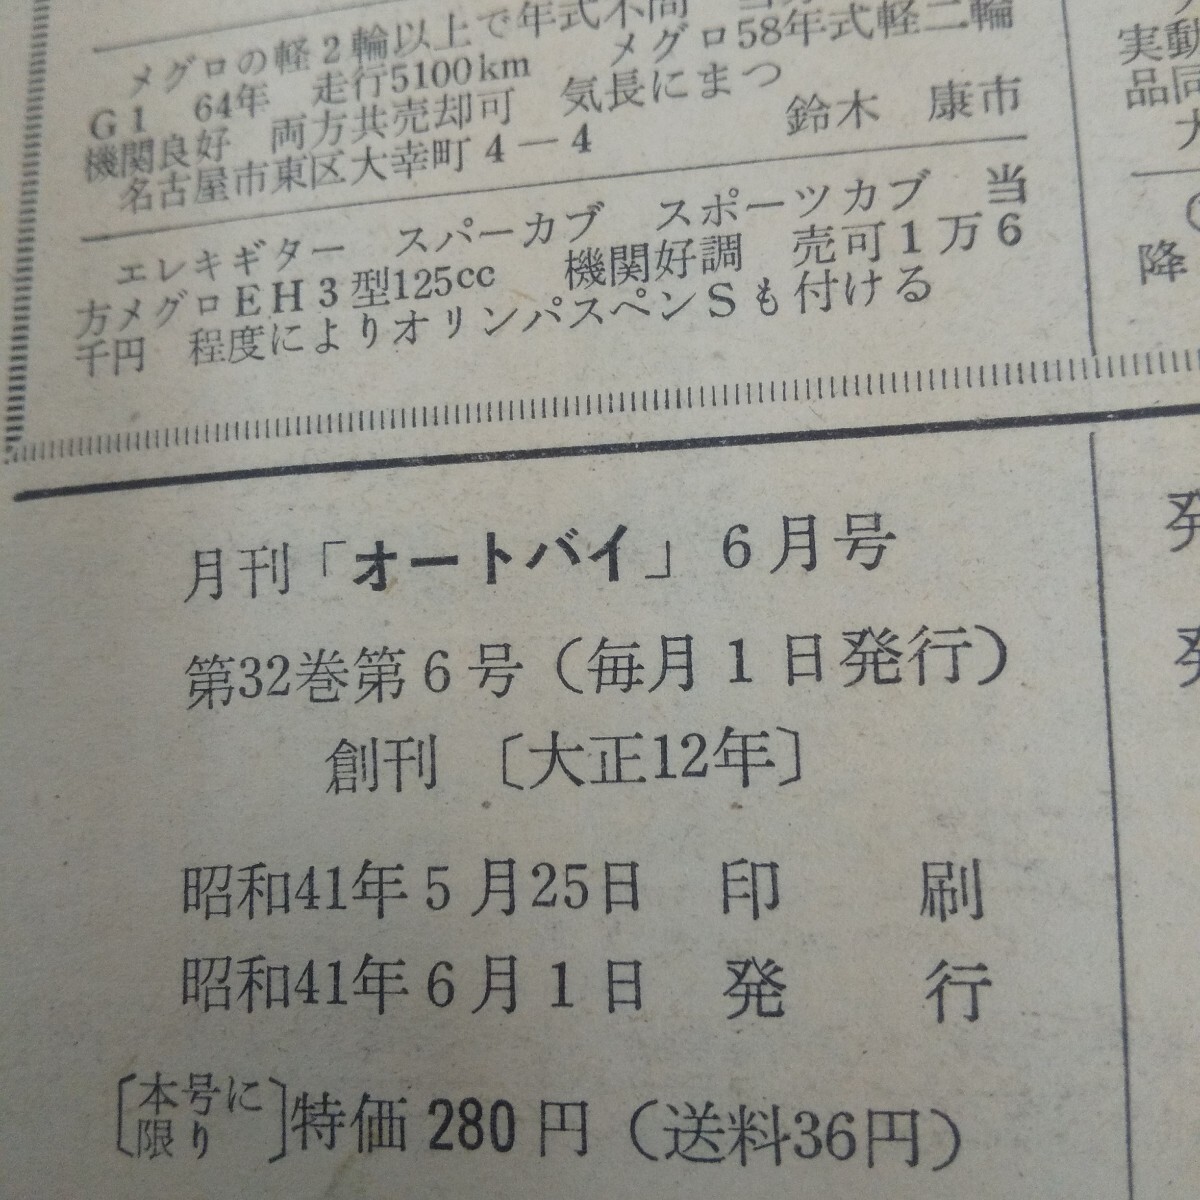 メグロの軽2輪以上で年式不問
G1 64年 走行5100km メグロ58年式軽二輪
機関良好 両方共売却可 気長にまつ
名古屋市東区大幸町4－4 鈴木 康市
エレキギター スパーカブ スポーツカブ 当
方メグロEH3型125cc 機関好調 売可1万6
千円 程度によりオリンパスペンSも付ける
実動
品同
降
月刊「オートバイ」6月号
第32巻第6号（毎月1日発行）
創刊 〔大正12年〕
昭和41年5月25日 印 刷
昭和41年6月1日 発 行
〔本号に限り〕特価 280円（送料36円）